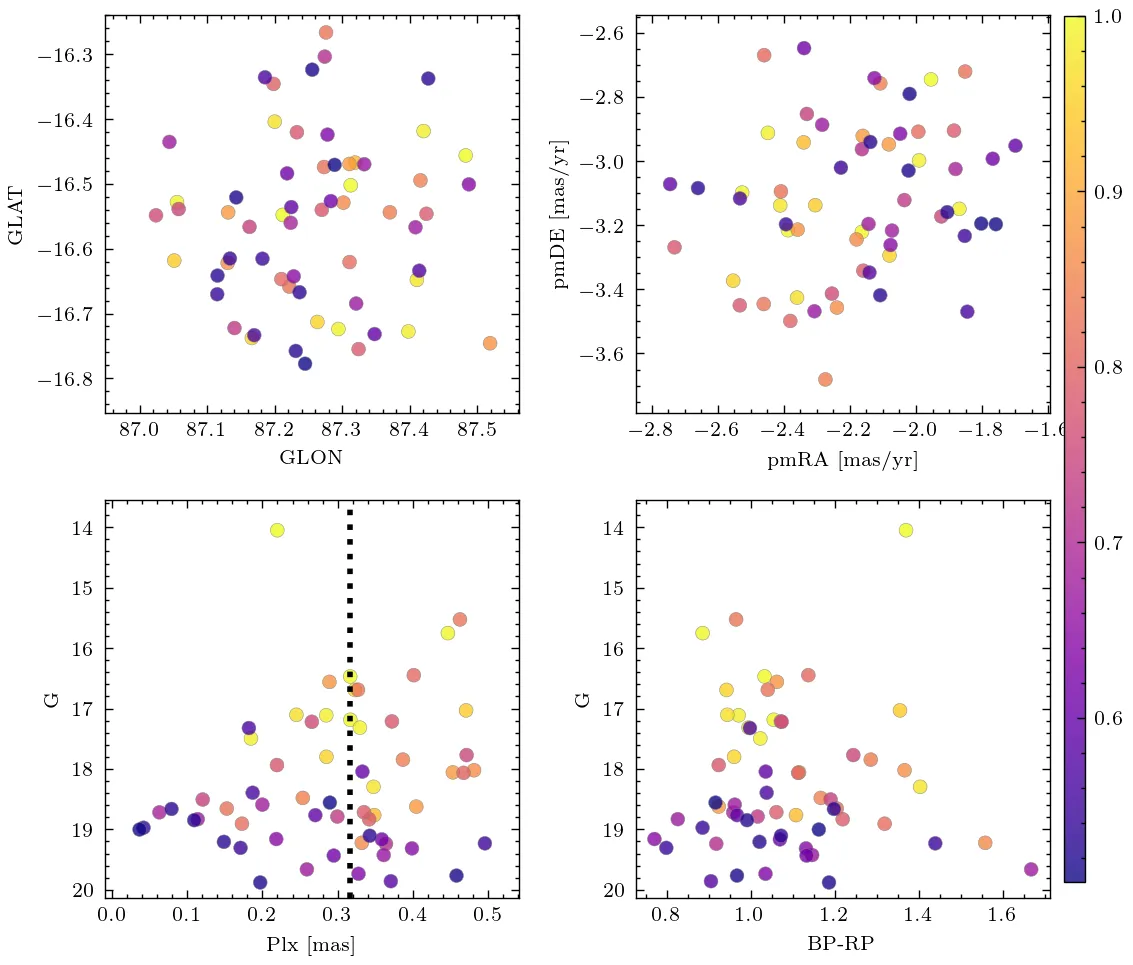 −16.3
−16.4
−16.5
−16.6
−16.7
−16.8
GLAT
87.0 87.1 87.2 87.3 87.4 87.5
GLON
−2.6
−2.8
−3.0
−3.2
−3.4
−3.6
pmDE [mas/yr]
−2.8 −2.6 −2.4 −2.2 −2.0 −1.8 −1.6
pmRA [mas/yr]
1.0
0.9
0.8
0.7
0.6
14
15
16
17
18
19
20
G
0.0 0.1 0.2 0.3 0.4 0.5
Plx [mas]
14
15
16
17
18
19
20
G
0.8 1.0 1.2 1.4 1.6
BP-RP